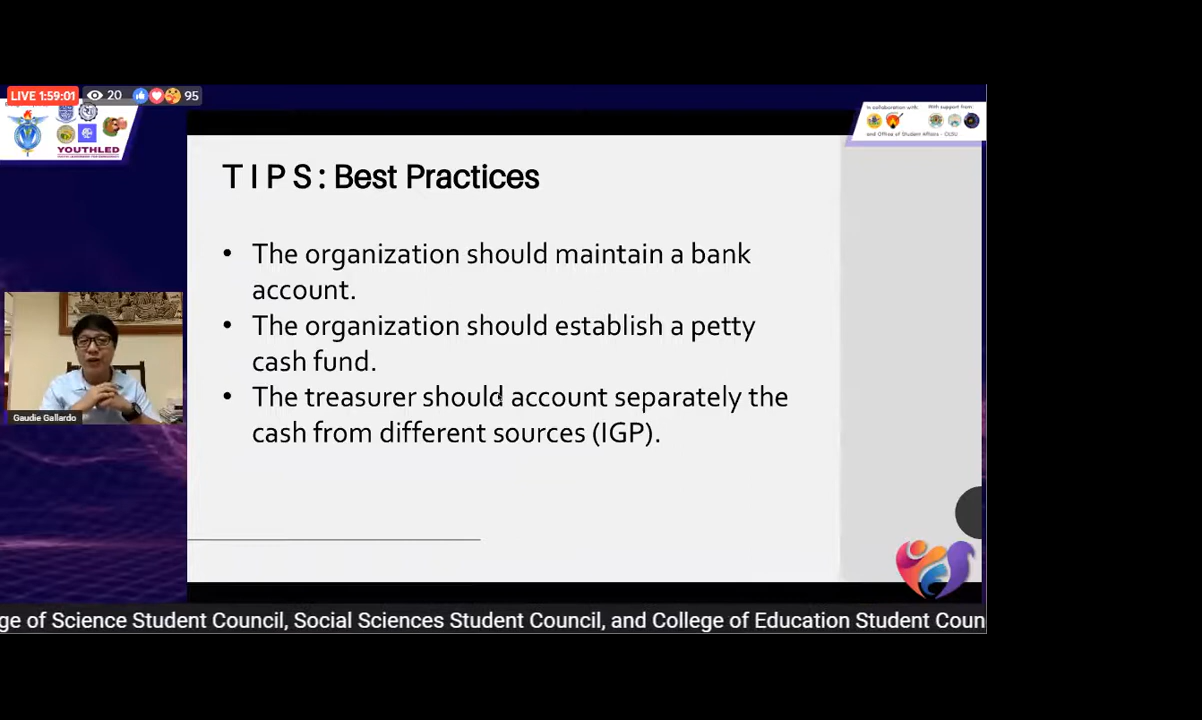 LIVE 1:59:01 20 95
YOUTHLED
In collaboration with:
With support from
and Office of Student Affairs - CLSU
T I P S : Best Practices
• The organization should maintain a bank
account.
• The organization should establish a petty
cash fund.
• The treasurer should account separately the
cash from different sources (IGP).
Gaudie Gallardo
ge of Science Student Council, Social Sciences Student Council, and College of Education Student Coun